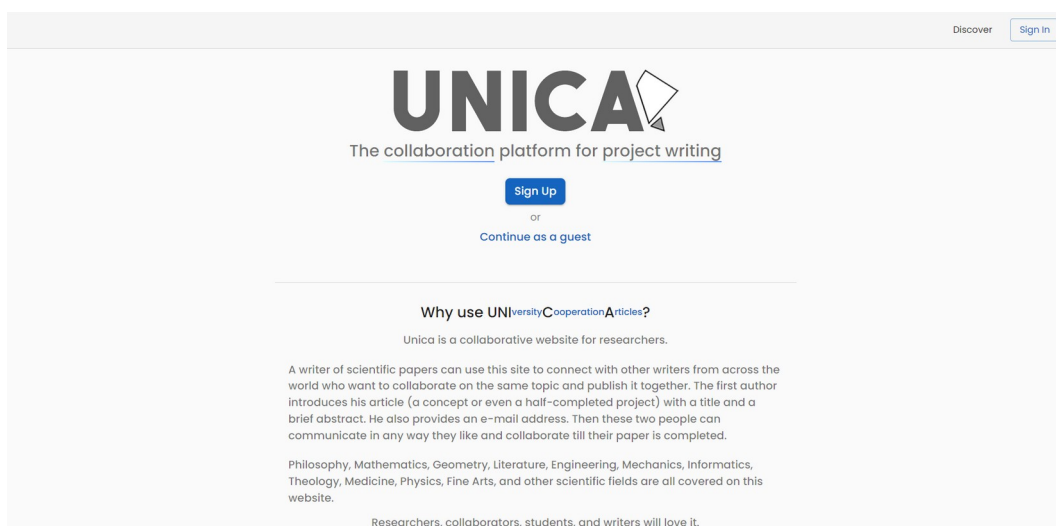 Discover
Sign In
UNICA
The collaboration platform for project writing
Sign Up
or
Continue as a guest
Why use UNIversityCooperationArticles?
Unica is a collaborative website for researchers.
A writer of scientific papers can use this site to connect with other writers from across the
world who want to collaborate on the same topic and publish it together. The first author
introduces his article (a concept or even a half-completed project) with a title and a
brief abstract. He also provides an e-mail address. Then these two people can
communicate in any way they like and collaborate till their paper is completed.
Philosophy, Mathematics, Geometry, Literature, Engineering, Mechanics, Informatics,
Theology, Medicine, Physics, Fine Arts, and other scientific fields are all covered on this
website.
Researchers, collaborators, students, and writers will love it.